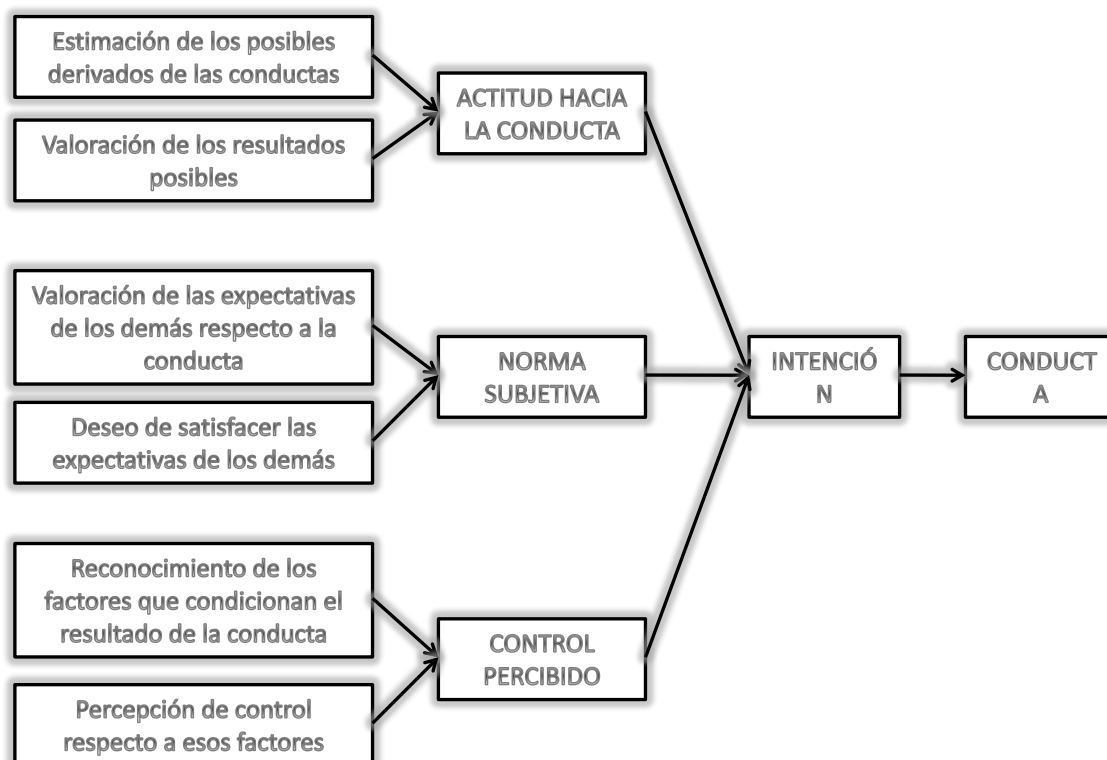 Estimación de los posibles
derivados de las conductas
Valoración de los resultados
posibles
ACTITUD HACIA
LA CONDUCTA
Valoración de las expectativas
de los demás respecto a la
conducta
Deseo de satisfacer las
expectativas de los demás
NORMA
SUBJETIVA
INTENCIÓ
N
CONDUCT
A
Reconocimiento de los
factores que condicionan el
resultado de la conducta
Percepción de control
respecto a esos factores
CONTROL
PERCIBIDO